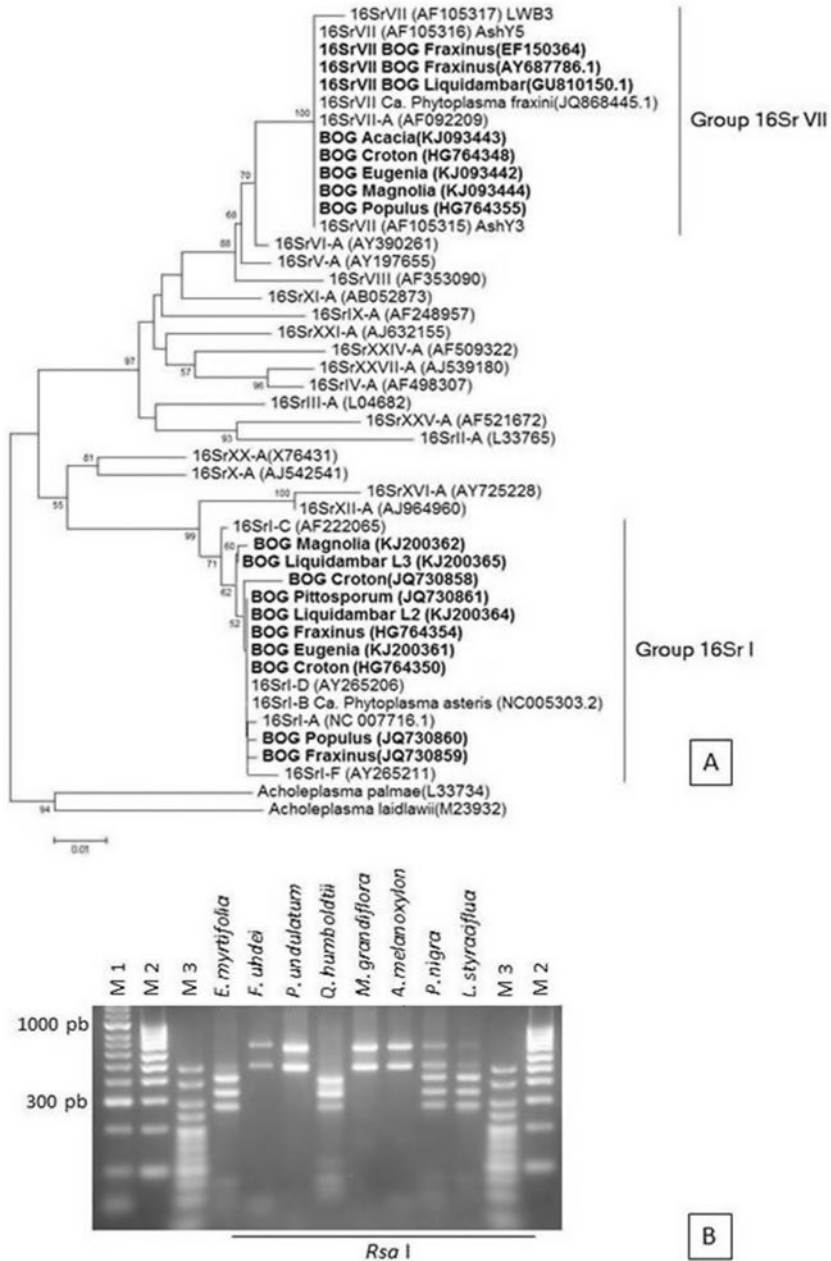 16SrVII (AF105317) LWB3
16SrVII (AF105316) AshY5
16SrVII BOG Fraxinus(EF150364)
16SrVII BOG Fraxinus(AY687786.1)
16SrVII BOG Liquidambar(GU810150.1)
16SrVII Ca. Phytoplasma fraxini(JQ868445.1)
16SrVII-A (AF092209)
BOG Acacia(KJ093443)
BOG Croton (HG764348)
BOG Eugenia (KJ093442)
BOG Magnolia (KJ093444)
BOG Populus (HG764355)
16SrVII (AF105315) AshY3
Group 16Sr VII
16SrVI-A (AY390261)
16SrV-A (AY197655)
16SrVIII (AF353090)
16SrXI-A (AB052873)
16SrIX-A (AF248957)
16SrXXI-A (AJ632155)
16SrXXIV-A (AF509322)
16SrXXVII-A (AJ539180)
16SrIV-A (AF498307)
16SrIII-A (L04682)
16SrXXV-A (AF521672)
16SrII-A (L33765)
16SrXX-A(X76431)
16SrX-A (AJ542541)
16SrXVI-A (AY725228)
16SrXII-A (AJ964960)
16SrI-C (AF222065)
BOG Magnolia (KJ200362)
BOG Liquidambar L3 (KJ200365)
BOG Croton(JQ730858)
BOG Pittosporum (JQ730861)
BOG Liquidambar L2 (KJ200364)
BOG Fraxinus (HG764354)
BOG Eugenia (KJ200361)
BOG Croton (HG764350)
16SrI-D (AY265206)
16SrI-B Ca. Phytoplasma asteris (NC005303.2)
16SrI-A (NC 007716.1)
BOG Populus (JQ730860)
BOG Fraxinus(JQ730859)
16SrI-F (AY265211)
Group 16Sr I
Acholeplasma palmae(L33734)
Acholeplasma laidlawii(M23932)
100
70
68
88
97
57
96
93
81
55
100
99
71
60
62
52
94
0.01
A
M 1
M 2
M 3
E. myrtifolia
F. uhdei
P. undulatum
Q. humboldtii
M. grandiflora
A. melanoxylon
P. nigra
L. styraciflua
M 3
M 2
1000 pb
300 pb
Rsa I
B